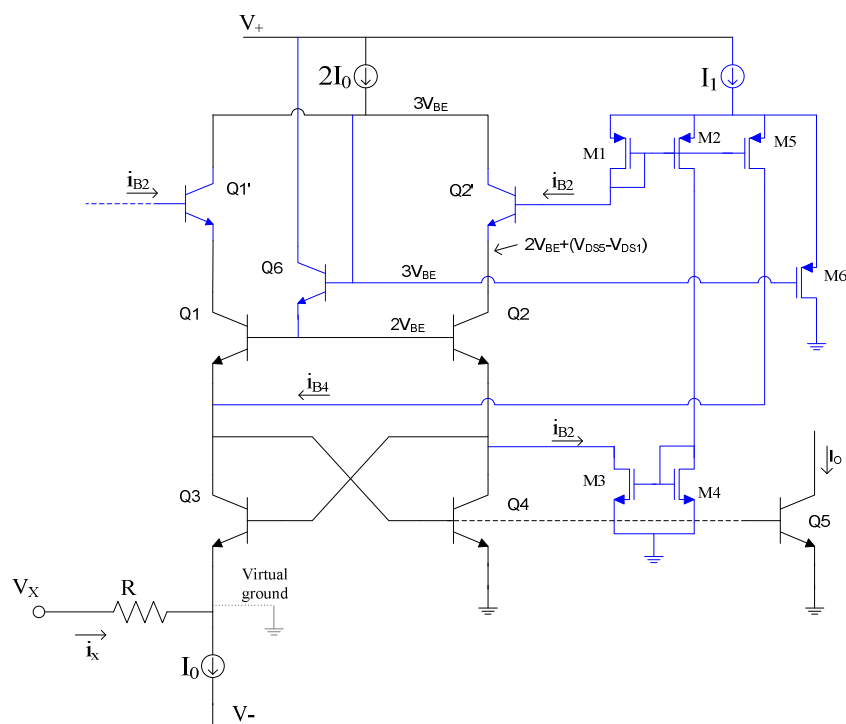 V+
2I0
I1
3VBE
M1
M2
M5
iB2
Q1'
Q2'
iB2
2VBE+(VDS5-VDS1)
Q6
3VBE
M6
Q1
2VBE
Q2
iB4
iB2
Q3
Q4
M3
M4
Io
Q5
Virtual
ground
VX
R
ix
I0
V-